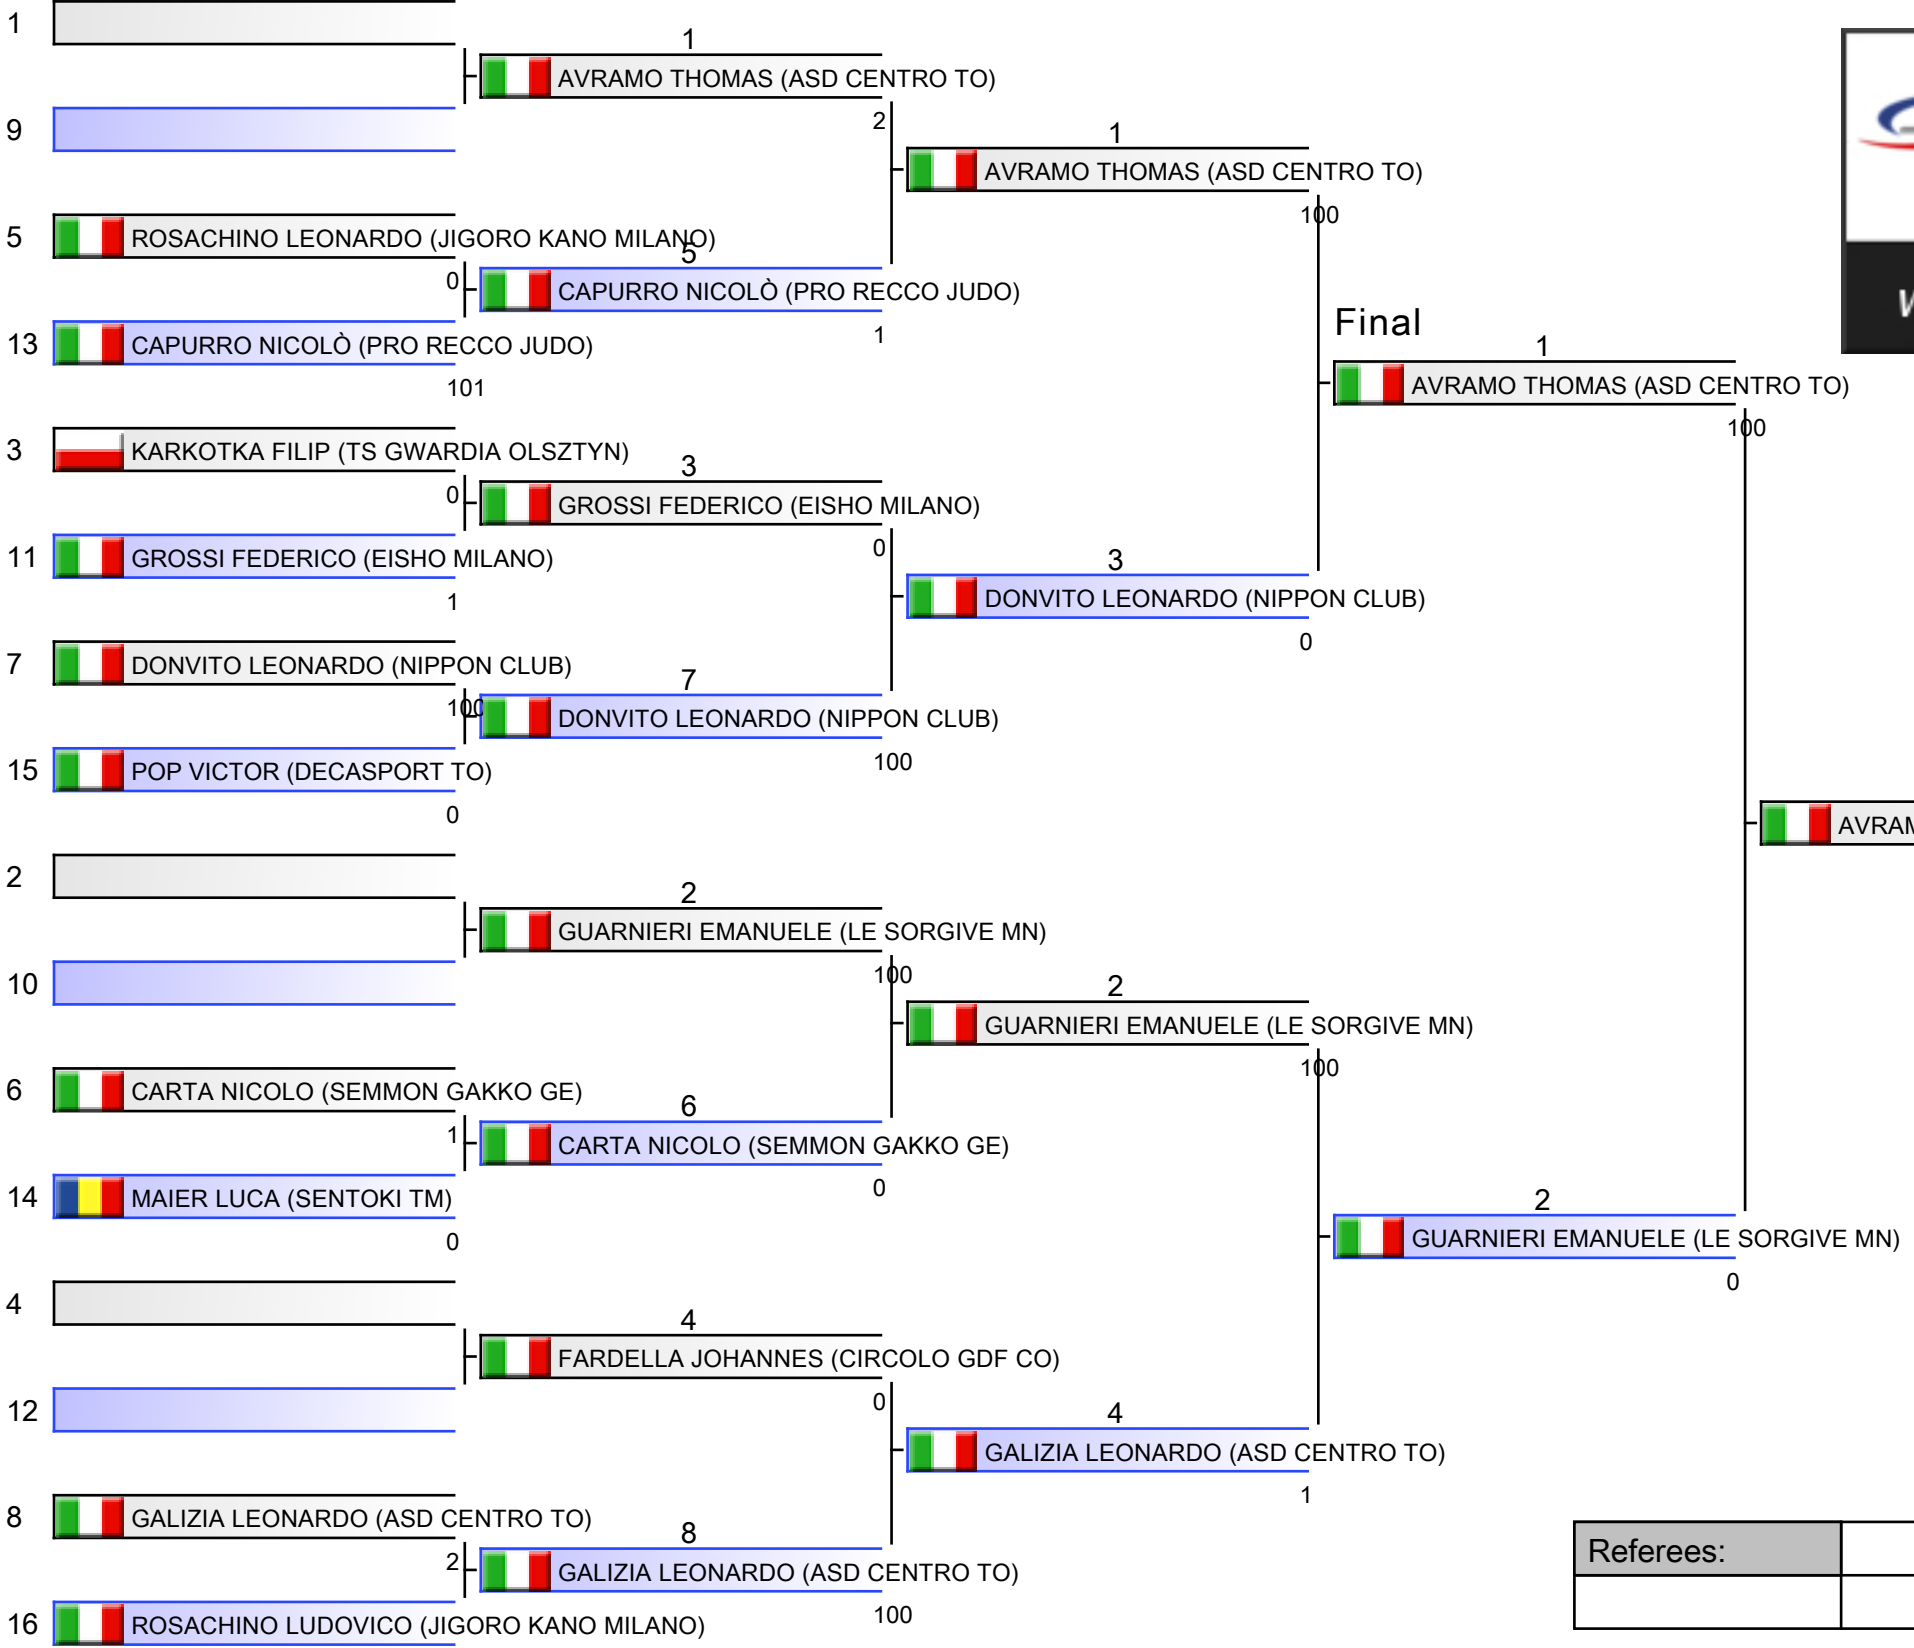 1
9
5 ROSACHINO LEONARDO (JIGORO KANO MILANO)
0
13 CAPURRO NICOLÒ (PRO RECCO JUDO)
101
3 KARKOTKA FILIP (TS GWARDIA OLSZTYN)
0
11 GROSSI FEDERICO (EISHO MILANO)
1
7 DONVITO LEONARDO (NIPPON CLUB)
100
15 POP VICTOR (DECASPORT TO)
0
2
10
6 CARTA NICOLO (SEMMON GAKKO GE)
1
14 MAIER LUCA (SENTOKI TM)
0
4
12
8 GALIZIA LEONARDO (ASD CENTRO TO)
2
16 ROSACHINO LUDOVICO (JIGORO KANO MILANO)
1
AVRAMO THOMAS (ASD CENTRO TO)
2
5
CAPURRO NICOLÒ (PRO RECCO JUDO)
1
3
GROSSI FEDERICO (EISHO MILANO)
0
7
DONVITO LEONARDO (NIPPON CLUB)
100
2
GUARNIERI EMANUELE (LE SORGIVE MN)
100
6
CARTA NICOLO (SEMMON GAKKO GE)
0
4
FARDELLA JOHANNES (CIRCOLO GDF CO)
0
8
GALIZIA LEONARDO (ASD CENTRO TO)
100
1
AVRAMO THOMAS (ASD CENTRO TO)
100
3
DONVITO LEONARDO (NIPPON CLUB)
0
2
GUARNIERI EMANUELE (LE SORGIVE MN)
100
4
GALIZIA LEONARDO (ASD CENTRO TO)
1
Final
1
AVRAMO THOMAS (ASD CENTRO TO)
100
2
GUARNIERI EMANUELE (LE SORGIVE MN)
0
Referees: